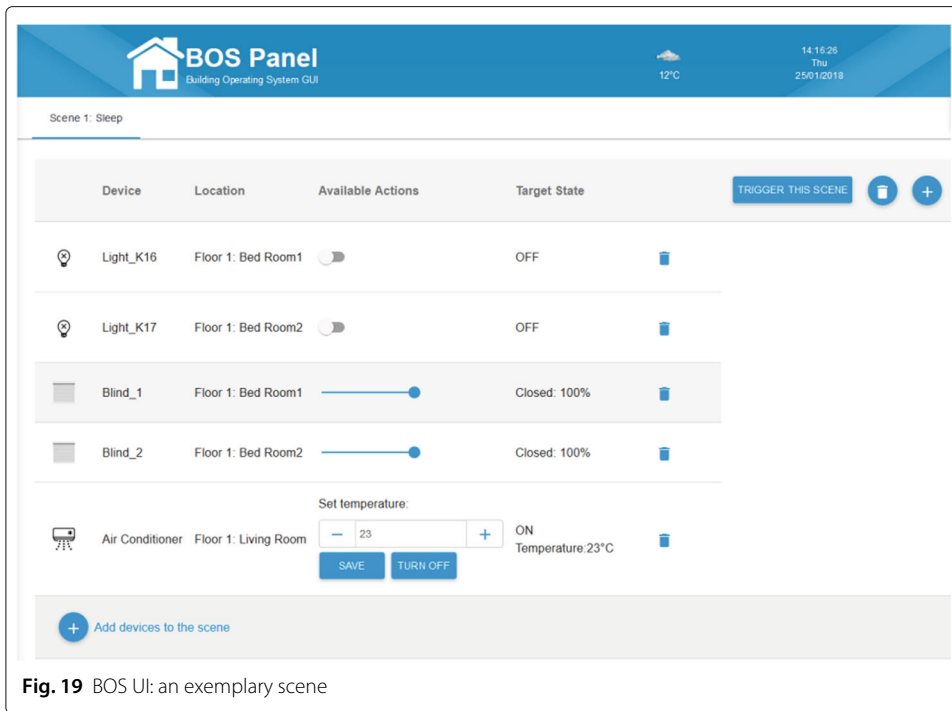 BOS Panel
Building Operating System GUI
12°C
14:16:26
Thu
25/01/2018
Scene 1: Sleep
Device Location Available Actions Target State TRIGGER THIS SCENE
Light_K16 Floor 1: Bed Room1 OFF
Light_K17 Floor 1: Bed Room2 OFF
Blind_1 Floor 1: Bed Room1 Closed: 100%
Blind_2 Floor 1: Bed Room2 Closed: 100%
Set temperature:
Air Conditioner Floor 1: Living Room − 23 + ON
Temperature:23°C
SAVE TURN OFF
+ Add devices to the scene
Fig. 19 BOS UI: an exemplary scene